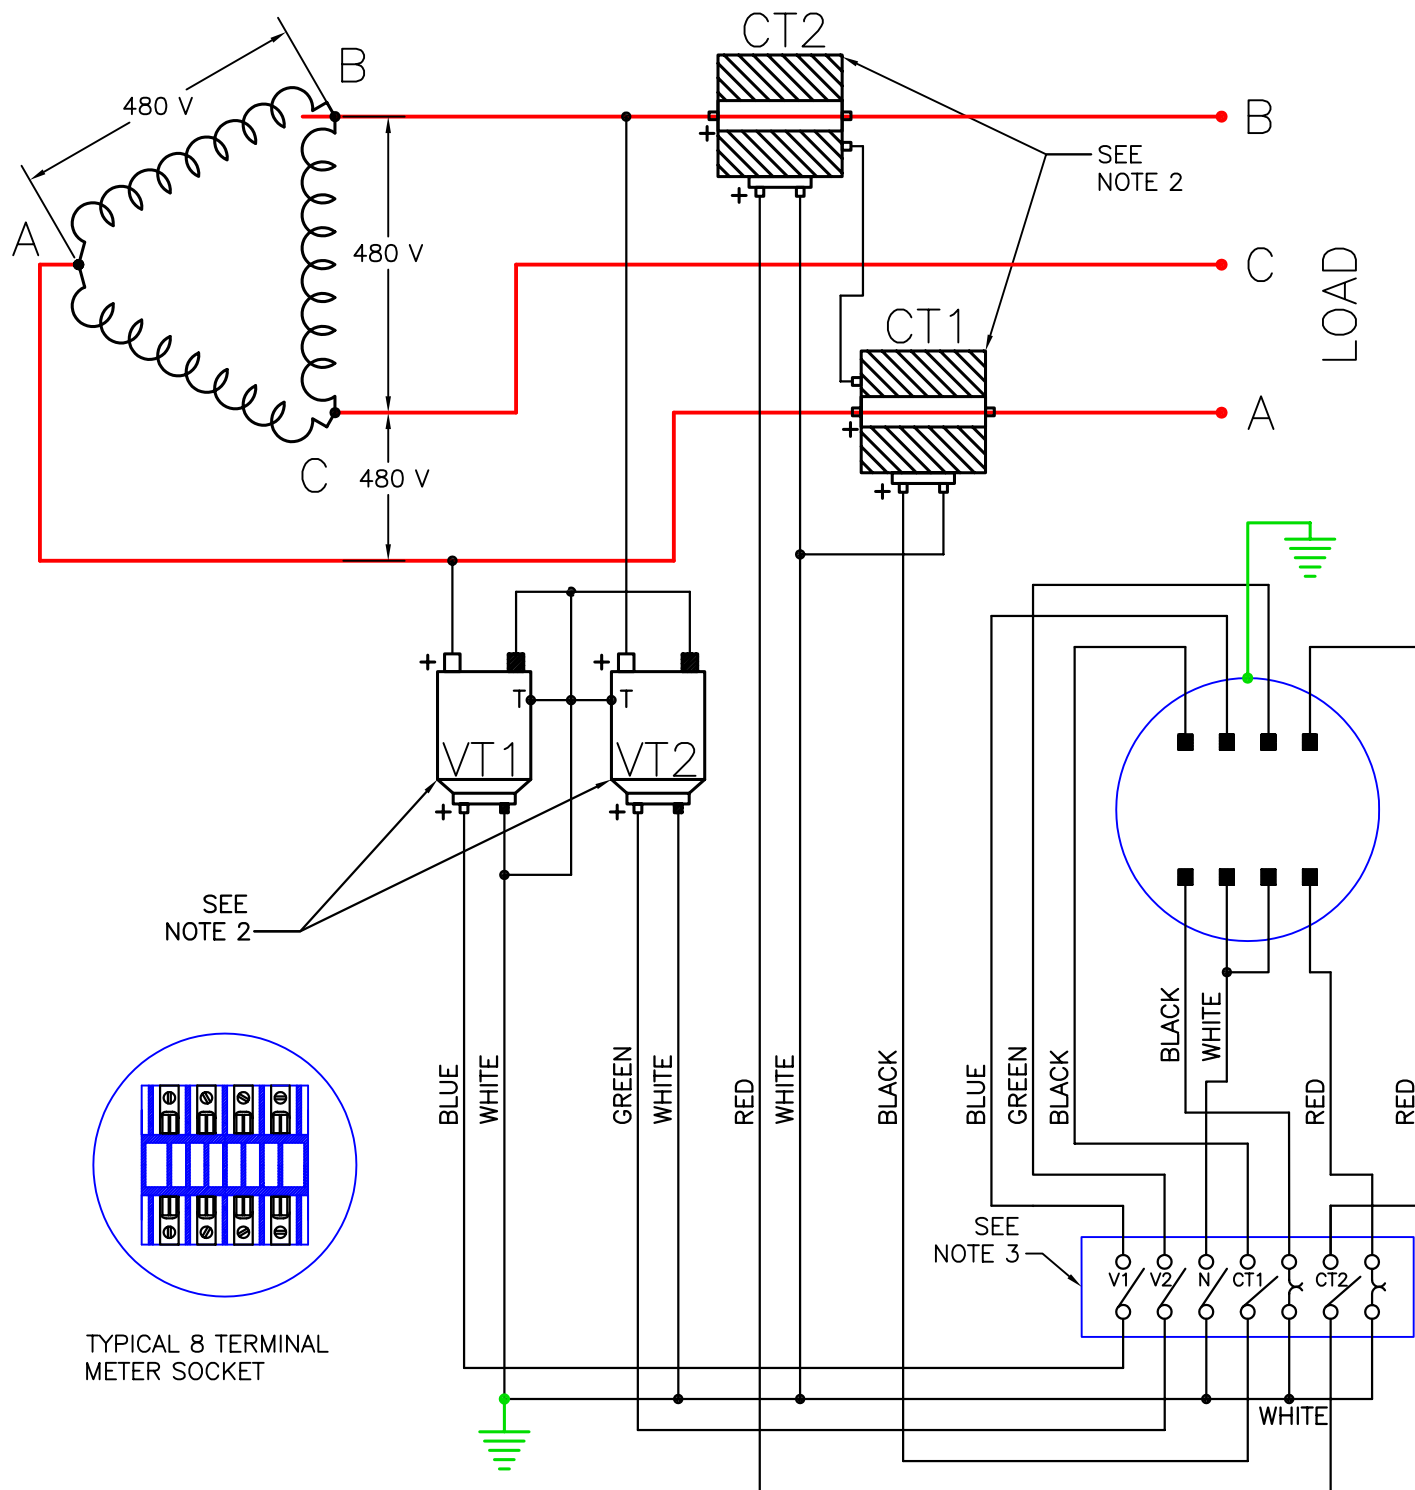 CT2
B
480 V
B
+
SEE
NOTE 2
+
A
480 V
C
LOAD
CT1
A
+
C
480 V
+
+
+
T
T
VT1
VT2
+
+
SEE
NOTE 2
BLUE
WHITE
GREEN
WHITE
RED
WHITE
BLACK
BLUE
GREEN
BLACK
BLACK
WHITE
RED
RED
SEE
NOTE 3
V1
V2
N
CT1
CT2
TYPICAL 8 TERMINAL
METER SOCKET
WHITE